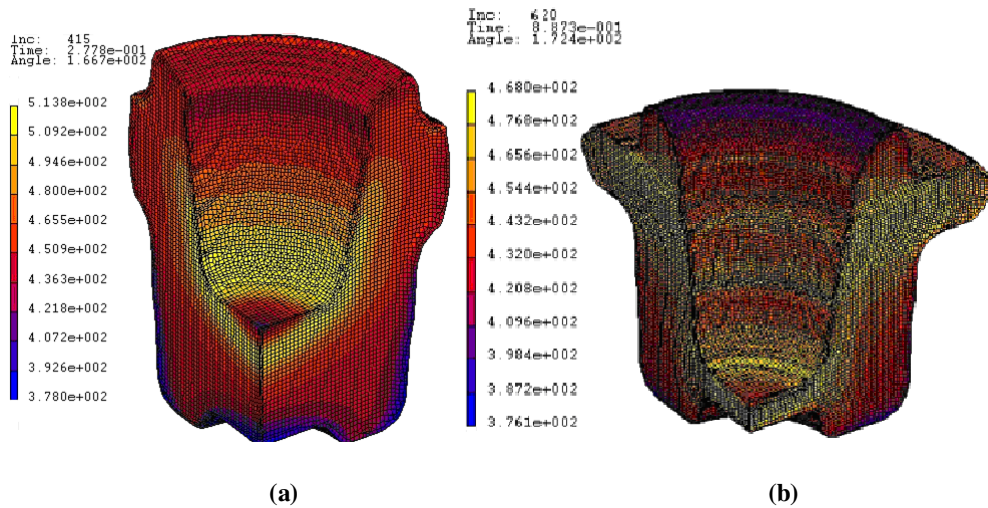 Inc: 415
Time: 2.778e-001
Angle: 1.667e+002
5.138e+002
5.092e+002
4.946e+002
4.800e+002
4.655e+002
4.509e+002
4.363e+002
4.218e+002
4.072e+002
3.926e+002
3.780e+002
(a)
Inc: 620
Time: 8.873e-001
Angle: 1.724e+002
4.680e+002
4.768e+002
4.656e+002
4.544e+002
4.432e+002
4.320e+002
4.208e+002
4.096e+002
3.984e+002
3.872e+002
3.761e+002
(b)